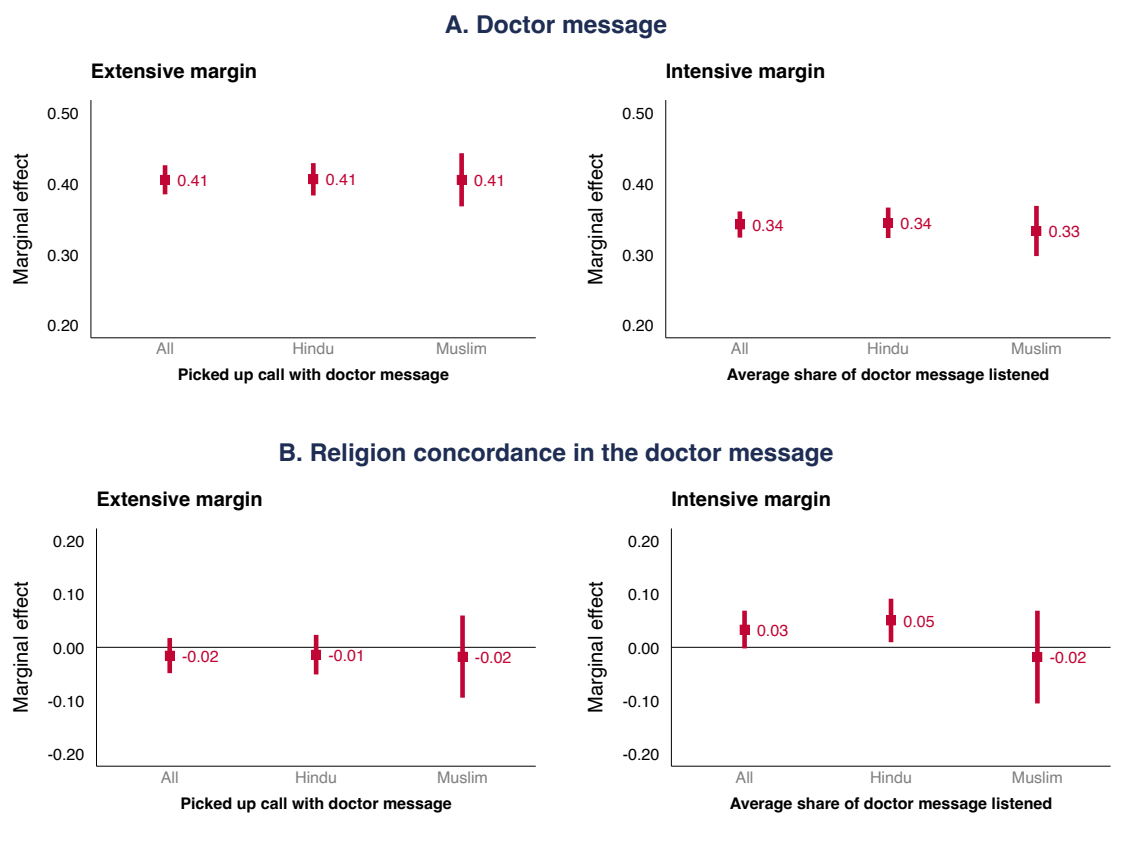 A. Doctor message
Extensive margin
Marginal effect
0.50
0.40
0.30
0.20
0.41
0.41
0.41
All
Hindu
Muslim
Picked up call with doctor message
Intensive margin
Marginal effect
0.50
0.40
0.30
0.20
0.34
0.34
0.33
All
Hindu
Muslim
Average share of doctor message listened
B. Religion concordance in the doctor message
Extensive margin
Marginal effect
0.20
0.10
0.00
-0.10
-0.20
-0.02
-0.01
-0.02
All
Hindu
Muslim
Picked up call with doctor message
Intensive margin
Marginal effect
0.20
0.10
0.00
-0.10
-0.20
0.03
0.05
-0.02
All
Hindu
Muslim
Average share of doctor message listened